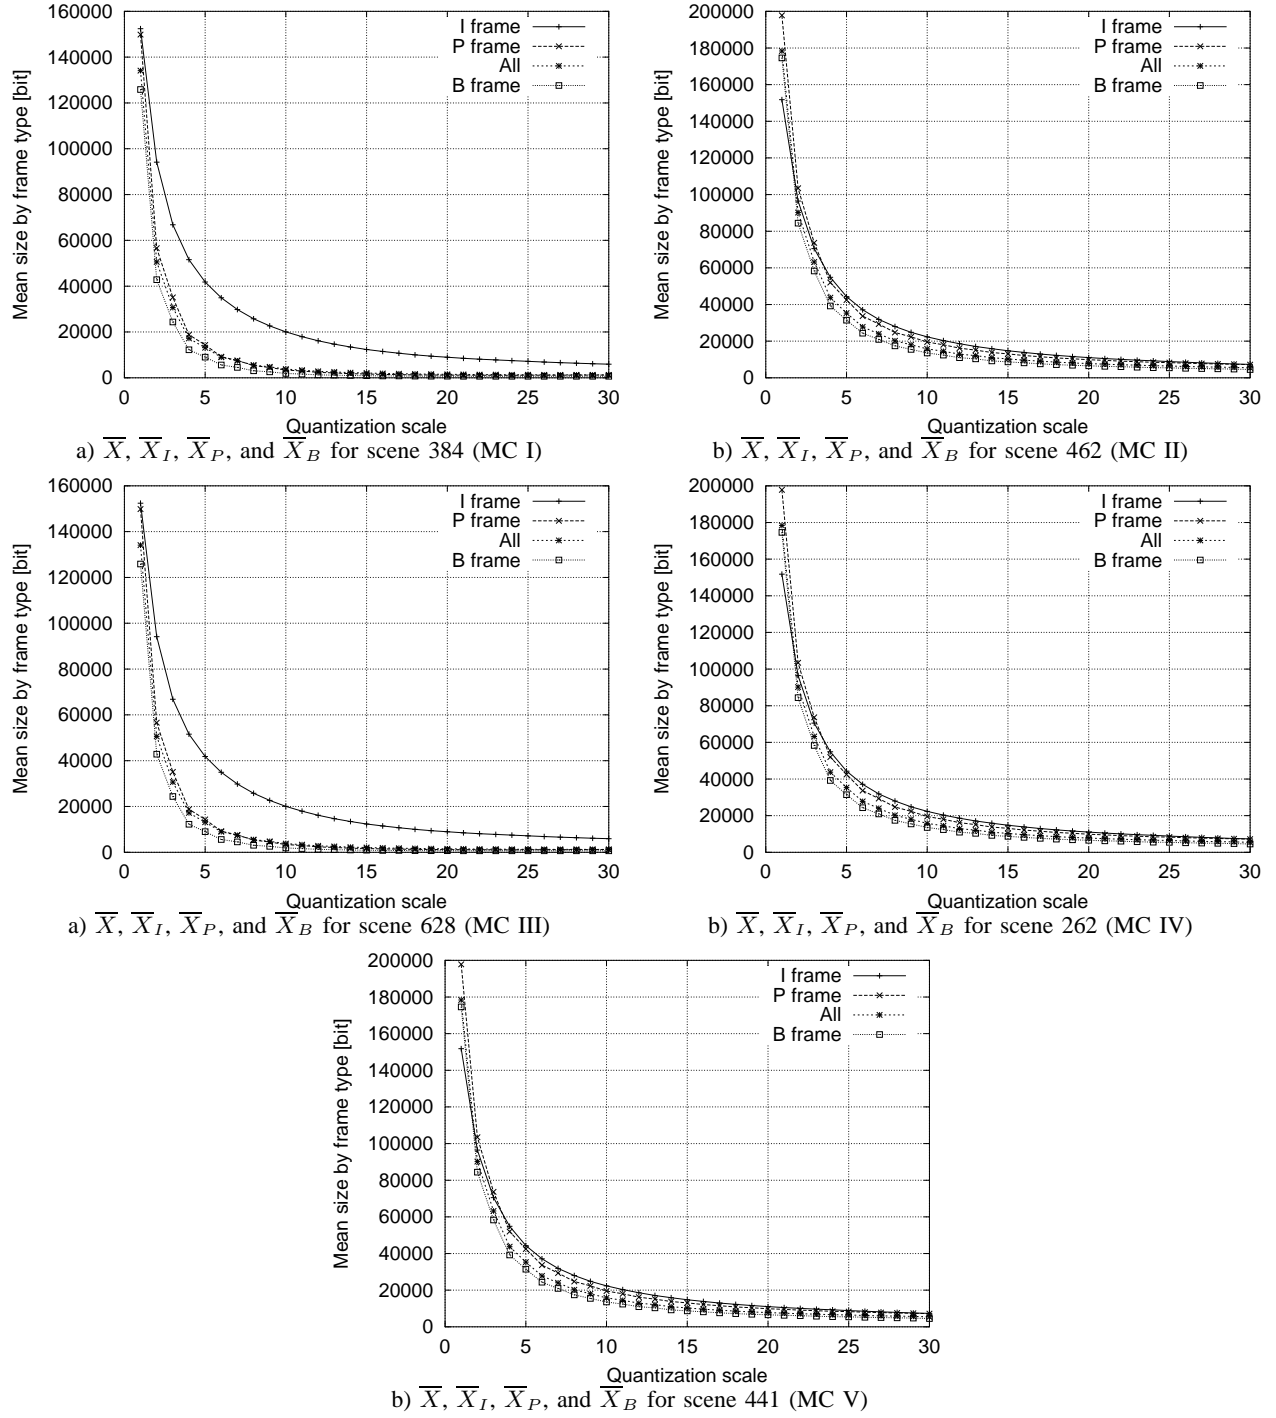 160000
140000
120000
100000
80000
60000
40000
20000
0
0 5 10 15 20 25 30
Mean size by frame type [bit]
Quantization scale
I frame
P frame
All
B frame
a) X̅, X̅_I, X̅_P, and X̅_B for scene 384 (MC I)
200000
180000
160000
140000
120000
100000
80000
60000
40000
20000
0
0 5 10 15 20 25 30
Mean size by frame type [bit]
Quantization scale
I frame
P frame
All
B frame
b) X̅, X̅_I, X̅_P, and X̅_B for scene 462 (MC II)
160000
140000
120000
100000
80000
60000
40000
20000
0
0 5 10 15 20 25 30
Mean size by frame type [bit]
Quantization scale
I frame
P frame
All
B frame
a) X̅, X̅_I, X̅_P, and X̅_B for scene 628 (MC III)
200000
180000
160000
140000
120000
100000
80000
60000
40000
20000
0
0 5 10 15 20 25 30
Mean size by frame type [bit]
Quantization scale
I frame
P frame
All
B frame
b) X̅, X̅_I, X̅_P, and X̅_B for scene 262 (MC IV)
200000
180000
160000
140000
120000
100000
80000
60000
40000
20000
0
0 5 10 15 20 25 30
Mean size by frame type [bit]
Quantization scale
I frame
P frame
All
B frame
b) X̅, X̅_I, X̅_P, and X̅_B for scene 441 (MC V)